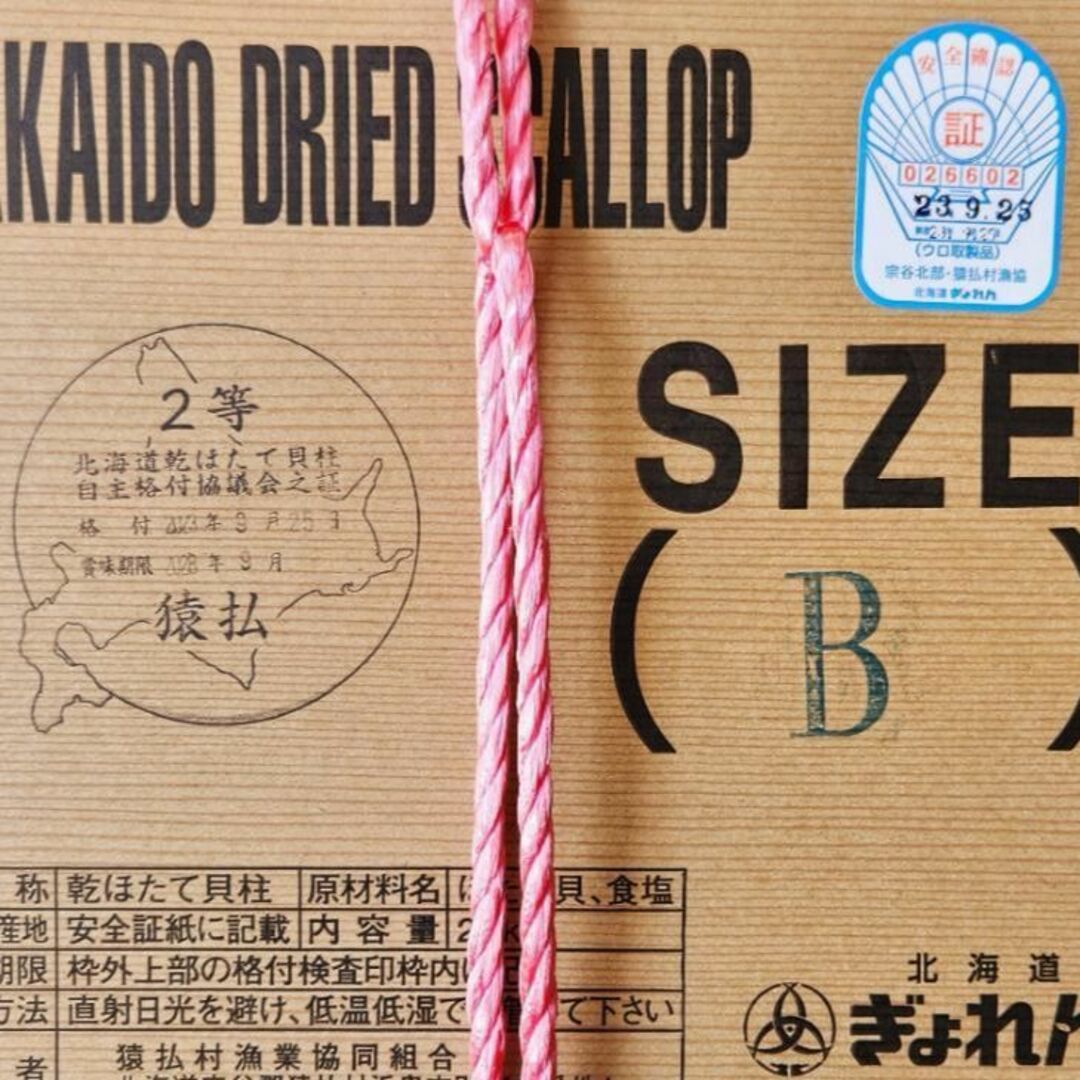 KAIDO DRIED SCALLOP
安全確認
証
026602
23.9.25
(ウロ取製品)
宗谷北部・猿払村漁協
北海道ぎょれん
2等
北海道乾ほたて貝柱
自主格付協議会之証
格付2023年9月25日
賞味期限2028年9月
猿払
SIZE
(B)
称 乾ほたて貝柱 原材料名 ほたて貝、食塩
産地 安全証紙に記載 内容量
期限 枠外上部の格付検査印枠内に記
方法 直射日光を避け、低温低湿で て下さい
者 猿払村漁業協同組合
北海道
ぎょれん